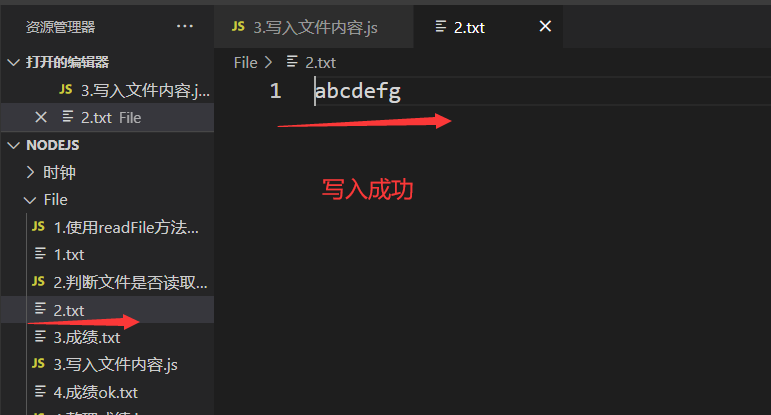 资源管理器 ···
JS 3.写入文件内容.js
2.txt ×
打开的编辑器
JS 3.写入文件内容.j...
× 2.txt File
NODEJS
时钟
File
JS 1.使用readFile方法...
1.txt
JS 2.判断文件是否读取...
2.txt
3.成绩.txt
JS 3.写入文件内容.js
4.成绩ok.txt
File > 2.txt
1 abcdefg
写入成功